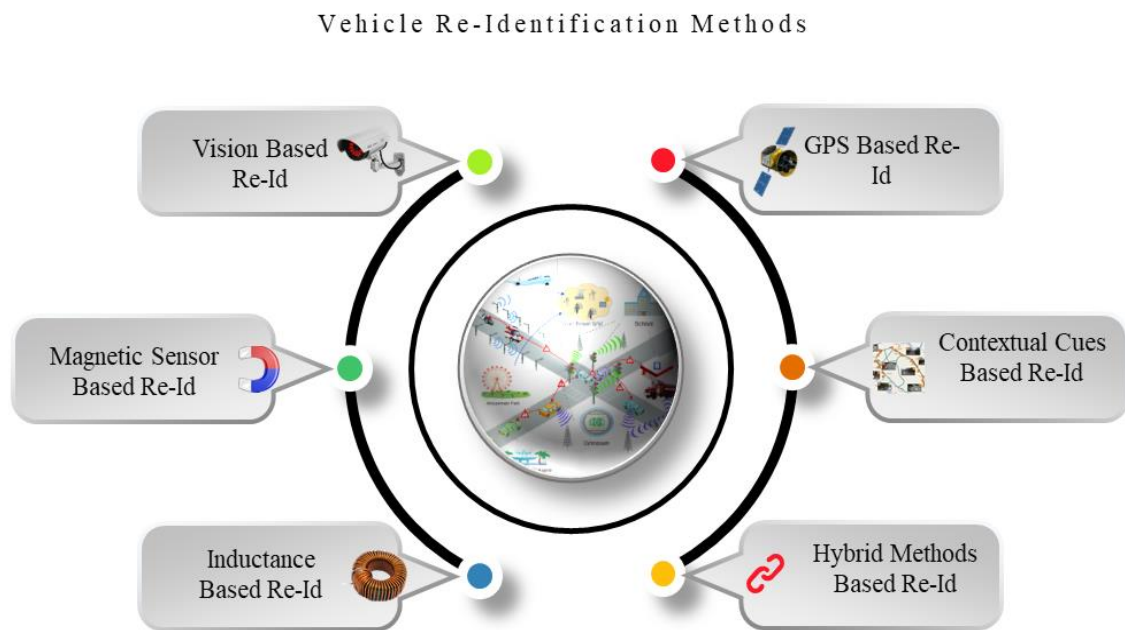 Vehicle Re-Identification Methods
Vision Based
Re-Id
GPS Based Re-
Id
Magnetic Sensor
Based Re-Id
Contextual Cues
Based Re-Id
Inductance
Based Re-Id
Hybrid Methods
Based Re-Id